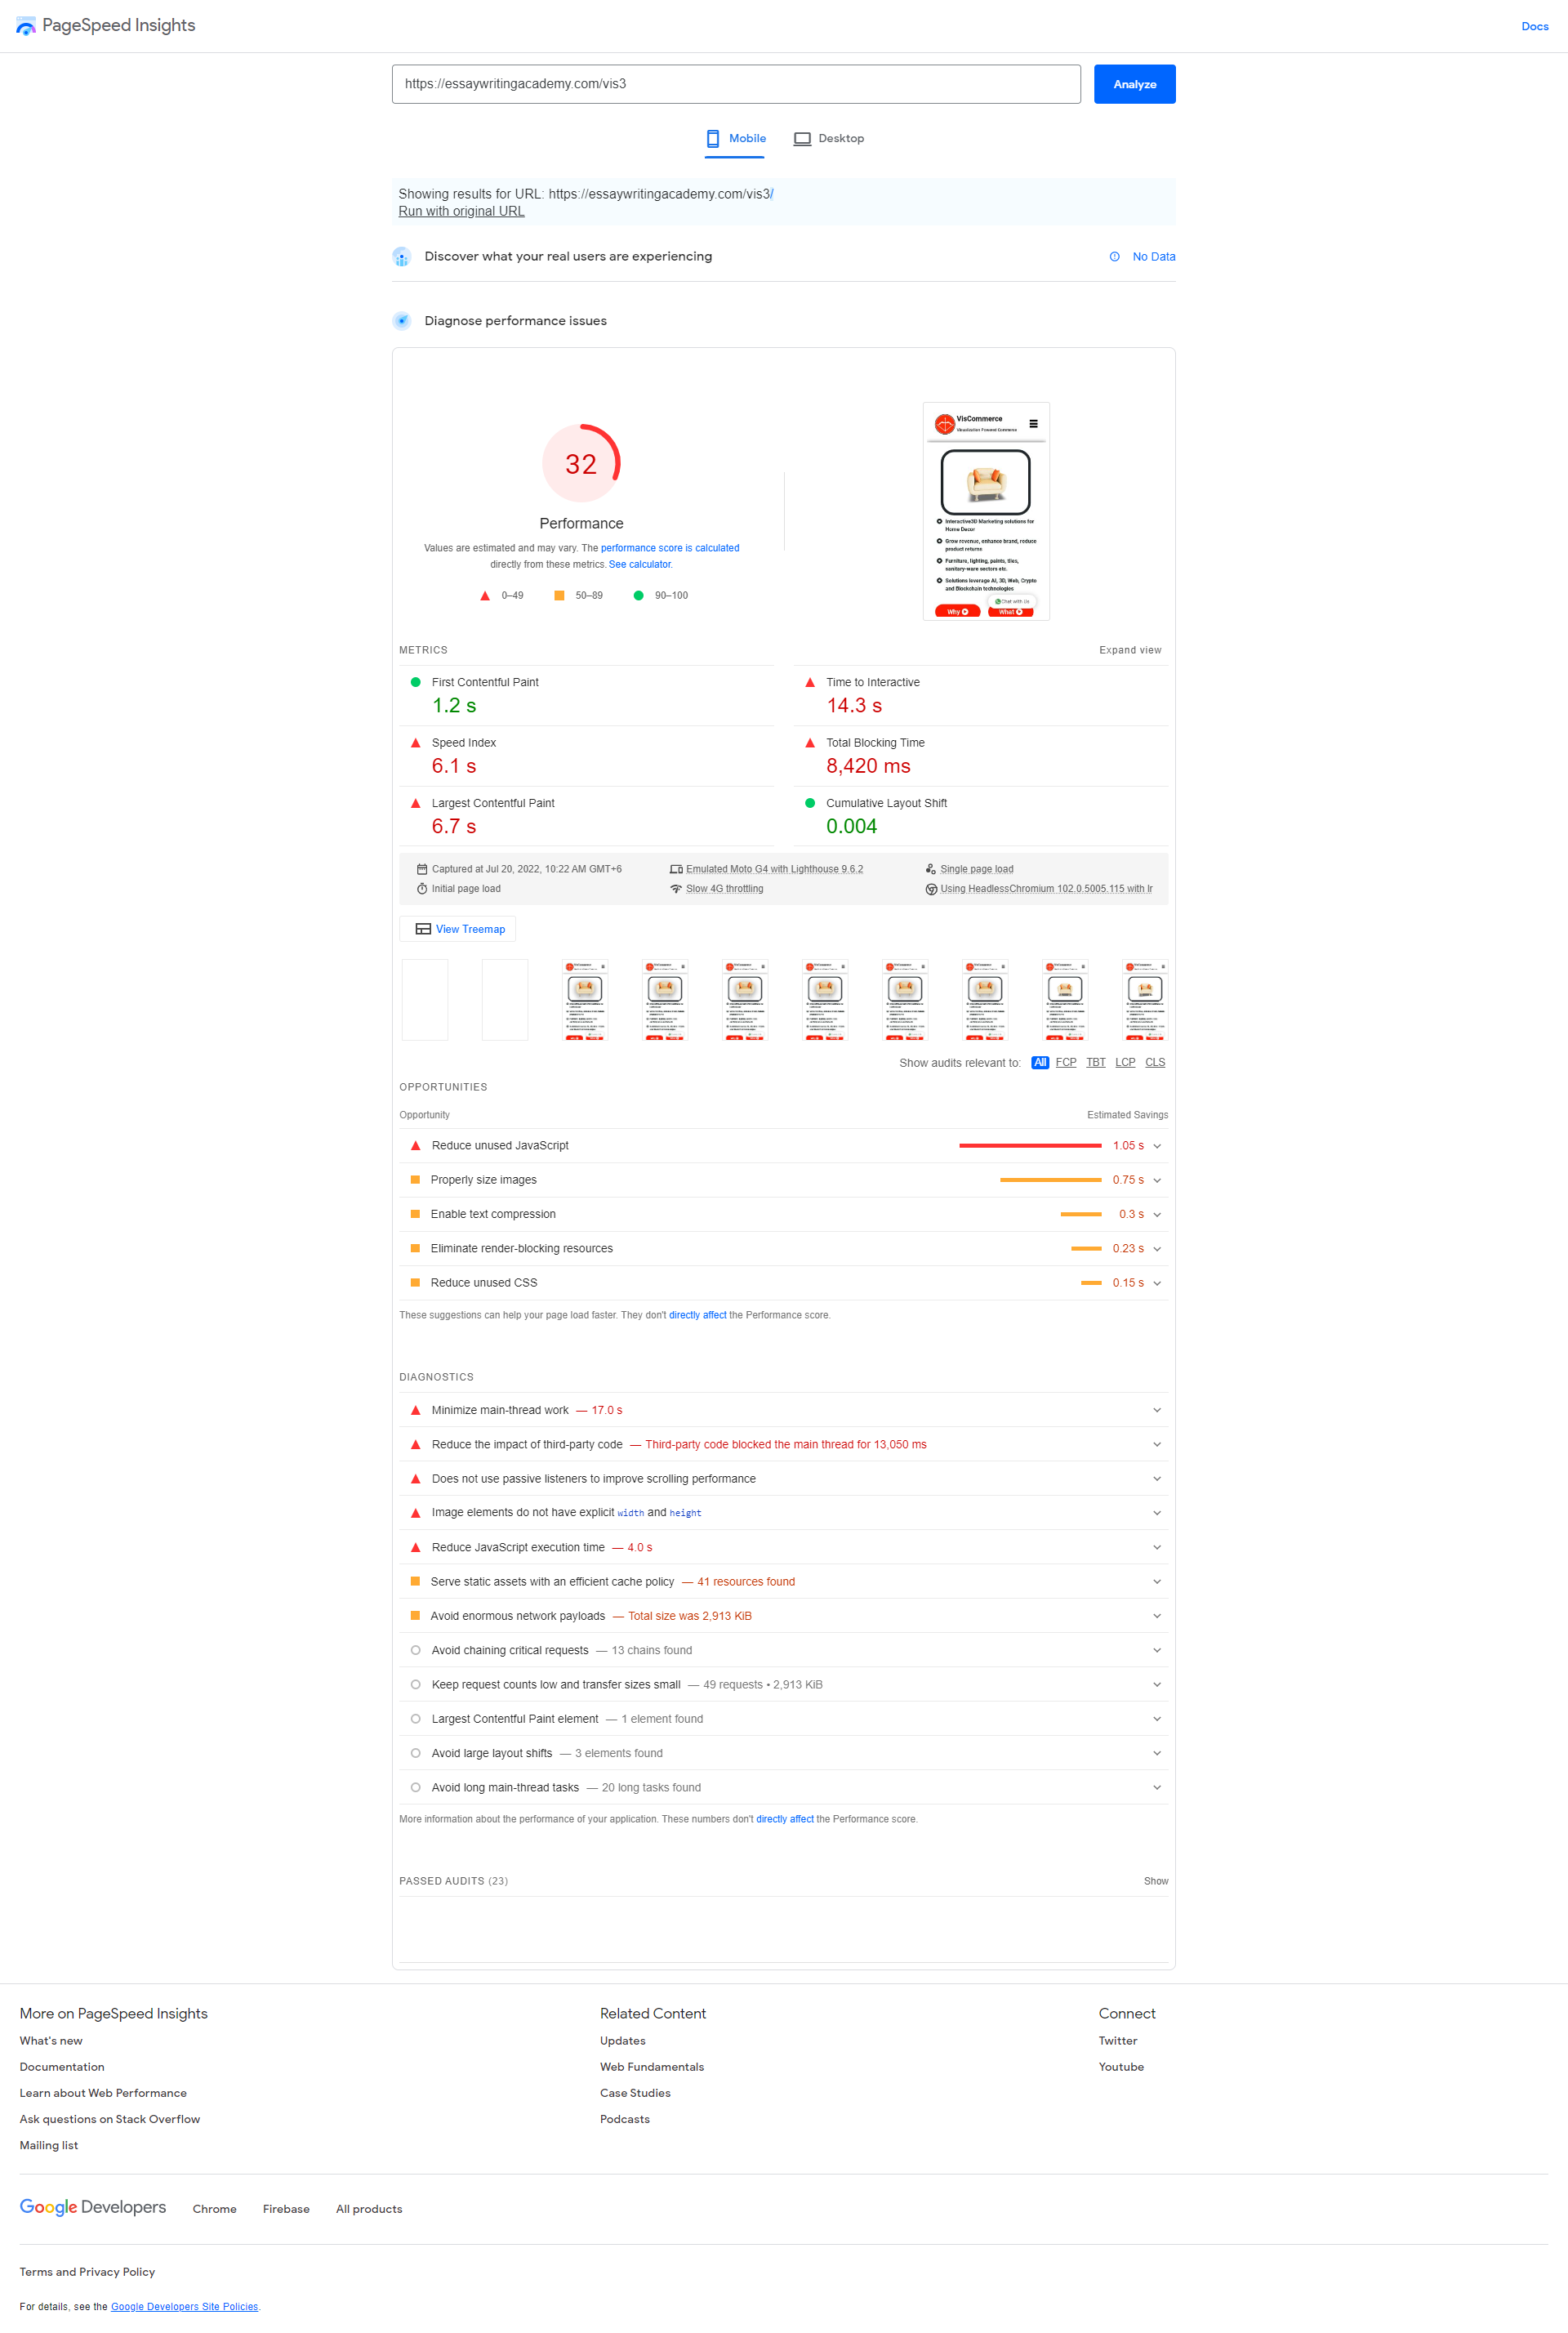 PageSpeed Insights
Docs
https://essaywritingacademy.com/vis3
Analyze
Mobile
Desktop
Showing results for URL: https://essaywritingacademy.com/vis3/
Run with original URL
Discover what your real users are experiencing
No Data
Diagnose performance issues
32
Performance
Values are estimated and may vary. The performance score is calculated
directly from these metrics. See calculator.
0–49
50–89
90–100
VisCommerce
Visualization Forward Commerce
Interactive3D Marketing solutions for
Home Decor
Grow revenue, enhance brand, reduce
product returns
Furniture, lighting, paints, tiles,
sanitary-ware sectors etc.
Solutions leverage AI, 3D, Web, Crypto
and Blockchain technologies
Chat with Us
Why
What
METRICS
Expand view
First Contentful Paint
1.2 s
Time to Interactive
14.3 s
Speed Index
6.1 s
Total Blocking Time
8,420 ms
Largest Contentful Paint
6.7 s
Cumulative Layout Shift
0.004
Captured at Jul 20, 2022, 10:22 AM GMT+6
Emulated Moto G4 with Lighthouse 9.6.2
Single page load
Initial page load
Slow 4G throttling
Using HeadlessChromium 102.0.5005.115 with lr
View Treemap
Show audits relevant to: All FCP TBT LCP CLS
OPPORTUNITIES
Opportunity
Estimated Savings
Reduce unused JavaScript 1.05 s
Properly size images 0.75 s
Enable text compression 0.3 s
Eliminate render-blocking resources 0.23 s
Reduce unused CSS 0.15 s
These suggestions can help your page load faster. They don't directly affect the Performance score.
DIAGNOSTICS
Minimize main-thread work — 17.0 s
Reduce the impact of third-party code — Third-party code blocked the main thread for 13,050 ms
Does not use passive listeners to improve scrolling performance
Image elements do not have explicit width and height
Reduce JavaScript execution time — 4.0 s
Serve static assets with an efficient cache policy — 41 resources found
Avoid enormous network payloads — Total size was 2,913 KiB
Avoid chaining critical requests — 13 chains found
Keep request counts low and transfer sizes small — 49 requests • 2,913 KiB
Largest Contentful Paint element — 1 element found
Avoid large layout shifts — 3 elements found
Avoid long main-thread tasks — 20 long tasks found
More information about the performance of your application. These numbers don't directly affect the Performance score.
PASSED AUDITS (23)
Show
More on PageSpeed Insights
What's new
Documentation
Learn about Web Performance
Ask questions on Stack Overflow
Mailing list
Related Content
Updates
Web Fundamentals
Case Studies
Podcasts
Connect
Twitter
Youtube
Google Developers
Chrome
Firebase
All products
Terms and Privacy Policy
For details, see the Google Developers Site Policies.